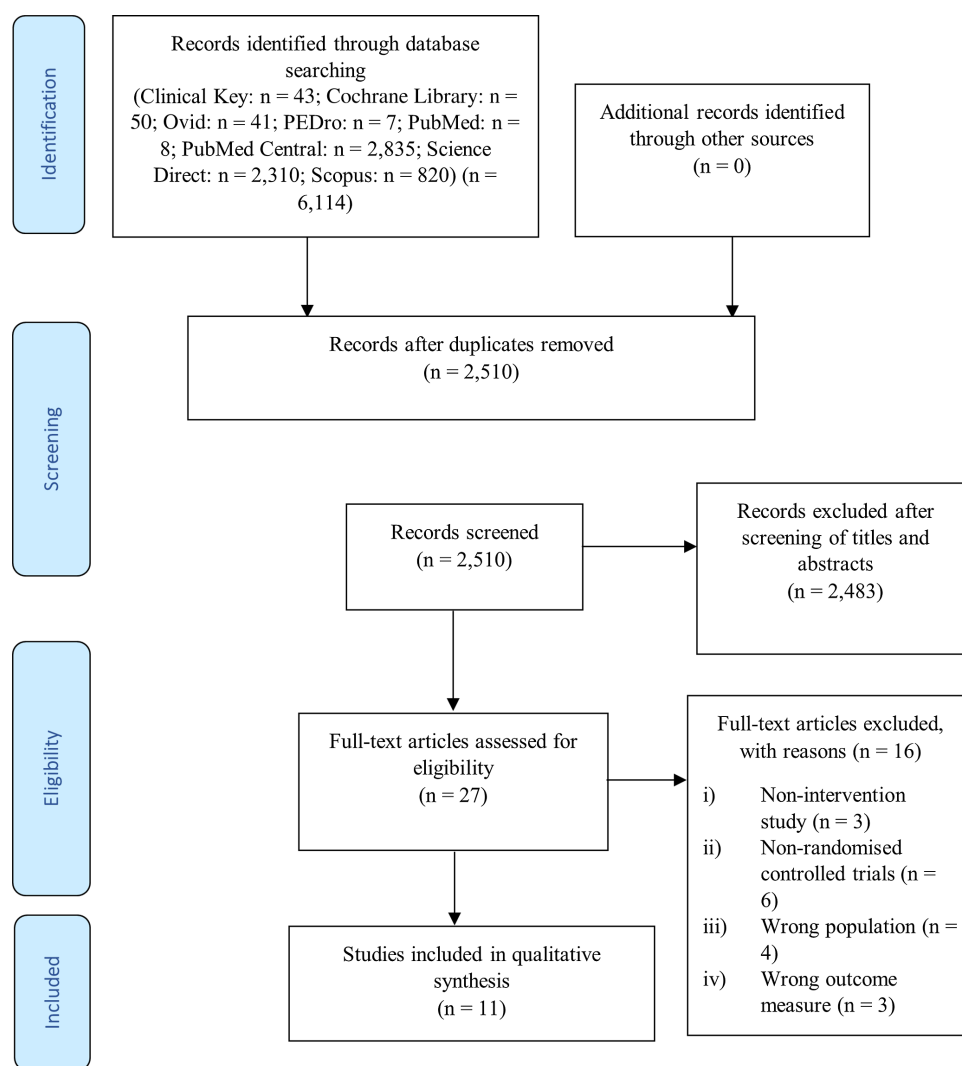 Identification
Records identified through database
searching
(Clinical Key: n = 43; Cochrane Library: n =
50; Ovid: n = 41; PEDro: n = 7; PubMed: n =
8; PubMed Central: n = 2,835; Science
Direct: n = 2,310; Scopus: n = 820) (n =
6,114)
Additional records identified
through other sources
(n = 0)
Screening
Records after duplicates removed
(n = 2,510)
Records screened
(n = 2,510)
Records excluded after
screening of titles and
abstracts
(n = 2,483)
Eligibility
Full-text articles assessed for
eligibility
(n = 27)
Full-text articles excluded,
with reasons (n = 16)
i) Non-intervention
study (n = 3)
ii) Non-randomised
controlled trials (n =
6)
iii) Wrong population (n =
4)
iv) Wrong outcome
measure (n = 3)
Included
Studies included in qualitative
synthesis
(n = 11)